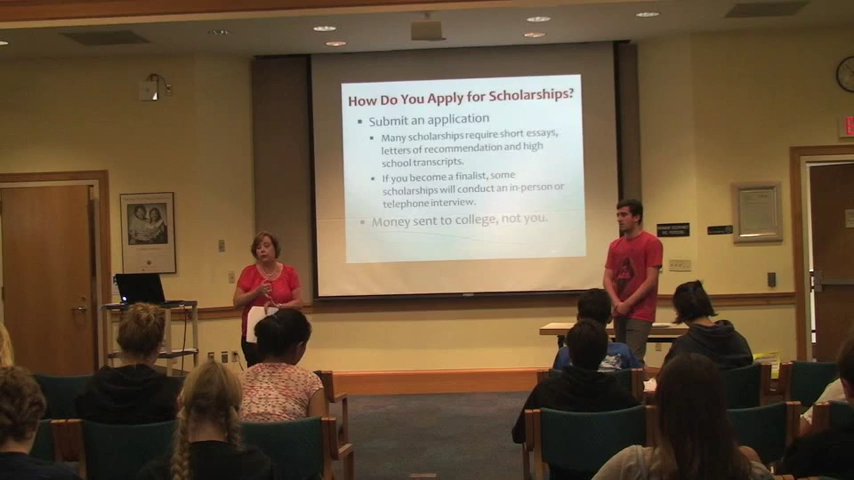 How Do You Apply for Scholarships?
Submit an application
Many scholarships require short essays,
letters of recommendation and high
school transcripts.
If you become a finalist, some
scholarships will conduct an in-person or
telephone interview.
Money sent to college, not you.